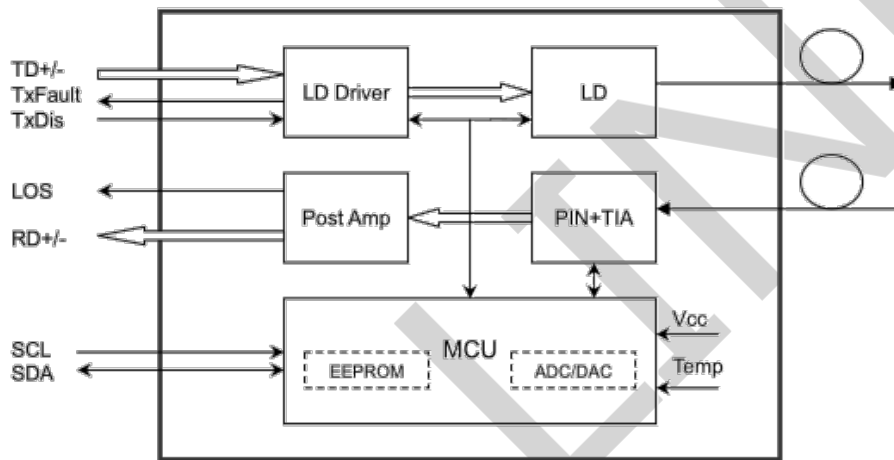 TD+/-
TxFault
TxDis
LD Driver
LD
LOS
RD+/-
Post Amp
PIN+TIA
SCL
SDA
MCU
EEPROM
ADC/DAC
Vcc
Temp